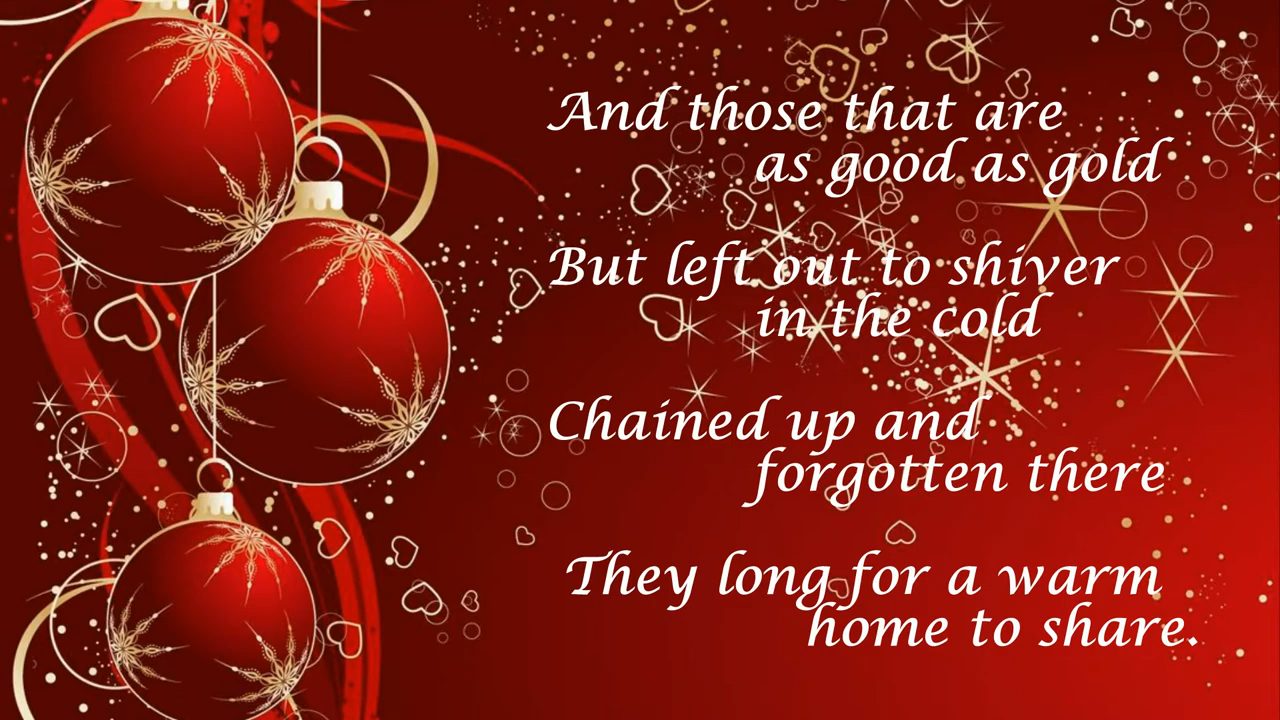 And those that are
as good as gold
But left out to shiver
in the cold
Chained up and
forgotten there
They long for a warm
home to share.